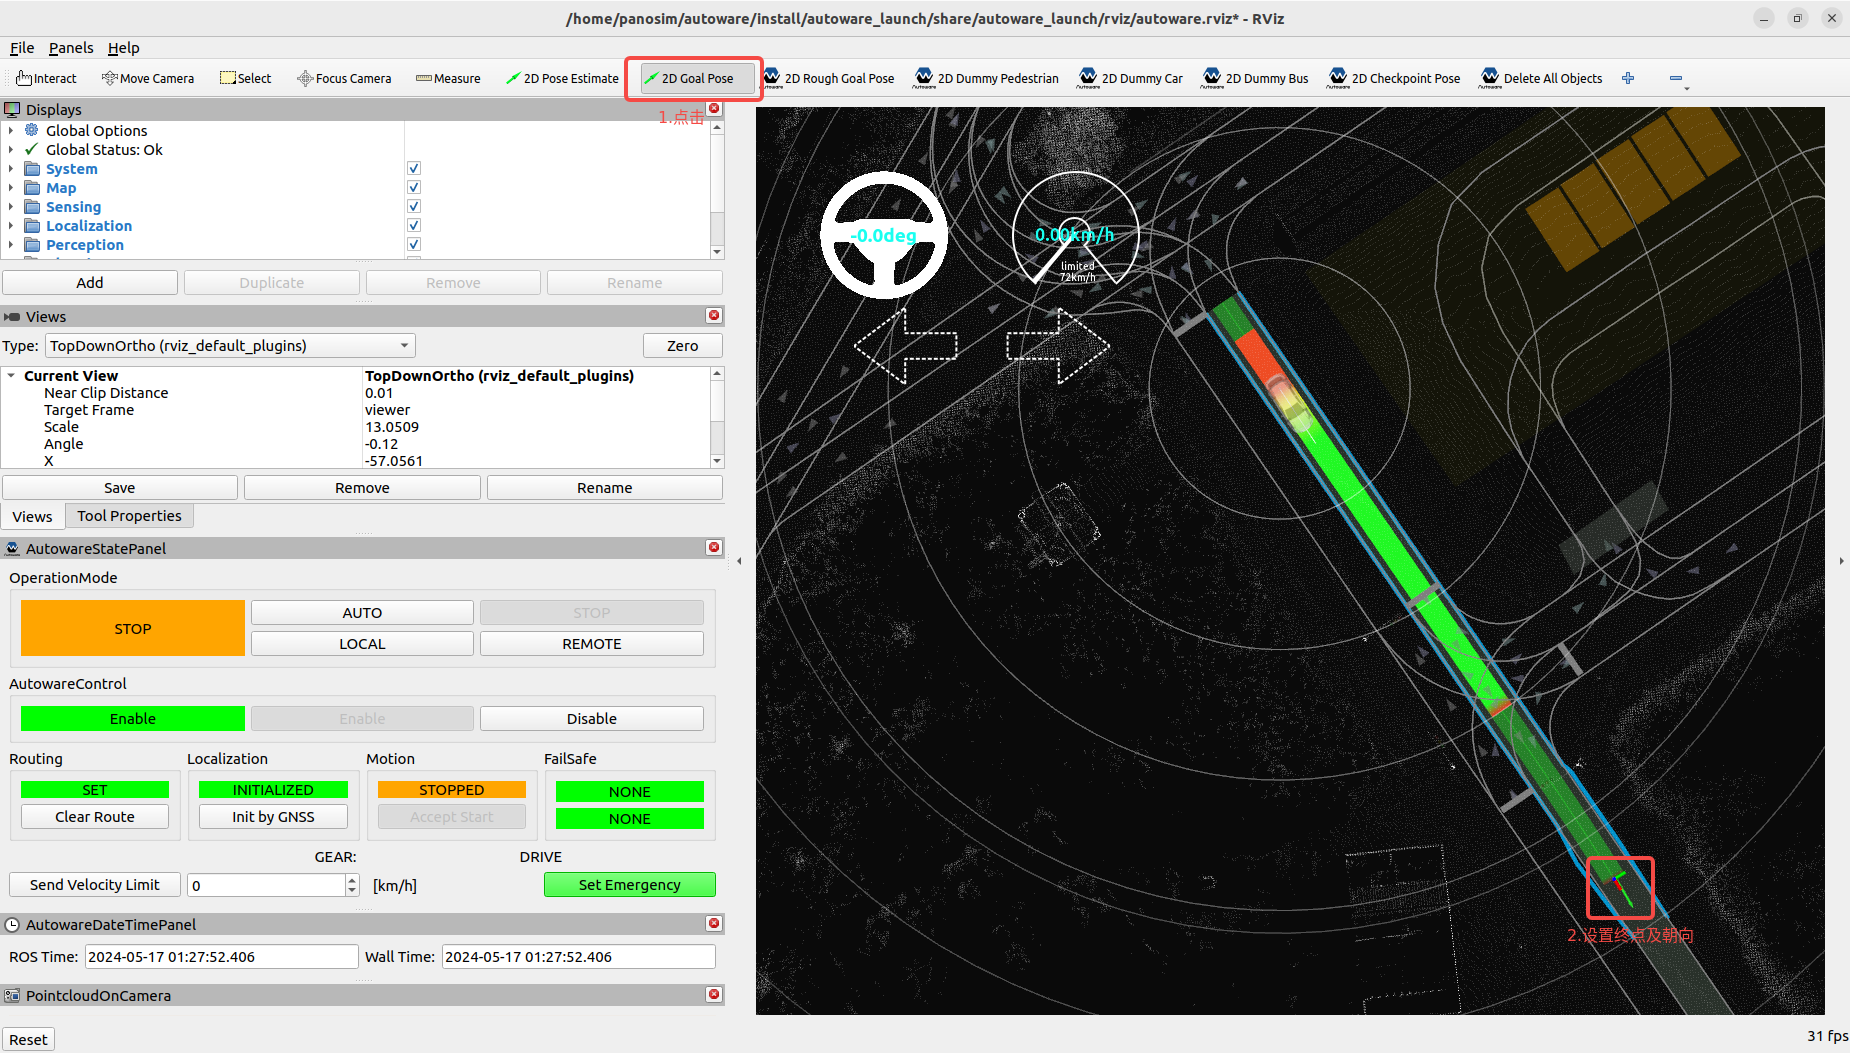 /home/panosim/autoware/install/autoware_launch/share/autoware_launch/rviz/autoware.rviz* - RViz
File Panels Help
Interact Move Camera Select Focus Camera Measure 2D Pose Estimate 2D Goal Pose 2D Rough Goal Pose 2D Dummy Pedestrian 2D Dummy Car 2D Dummy Bus 2D Checkpoint Pose Delete All Objects
Displays
1.点击
Global Options
Global Status: Ok
System
Map
Sensing
Localization
Perception
Add Duplicate Remove Rename
Views
Type: TopDownOrtho (rviz_default_plugins) Zero
Current View TopDownOrtho (rviz_default_plugins)
Near Clip Distance 0.01
Target Frame viewer
Scale 13.0509
Angle -0.12
X -57.0561
Save Remove Rename
Views Tool Properties
AutowareStatePanel
OperationMode
STOP AUTO STOP
LOCAL REMOTE
AutowareControl
Enable Enable Disable
Routing Localization Motion FailSafe
SET INITIALIZED STOPPED NONE
Clear Route Init by GNSS Accept Start NONE
GEAR: DRIVE
Send Velocity Limit 0 [km/h] Set Emergency
AutowareDateTimePanel
ROS Time: 2024-05-17 01:27:52.406 Wall Time: 2024-05-17 01:27:52.406
PointcloudOnCamera
Reset
-0.0deg 0.00km/h
limited
72km/h
2.设置终点及朝向
31 fps